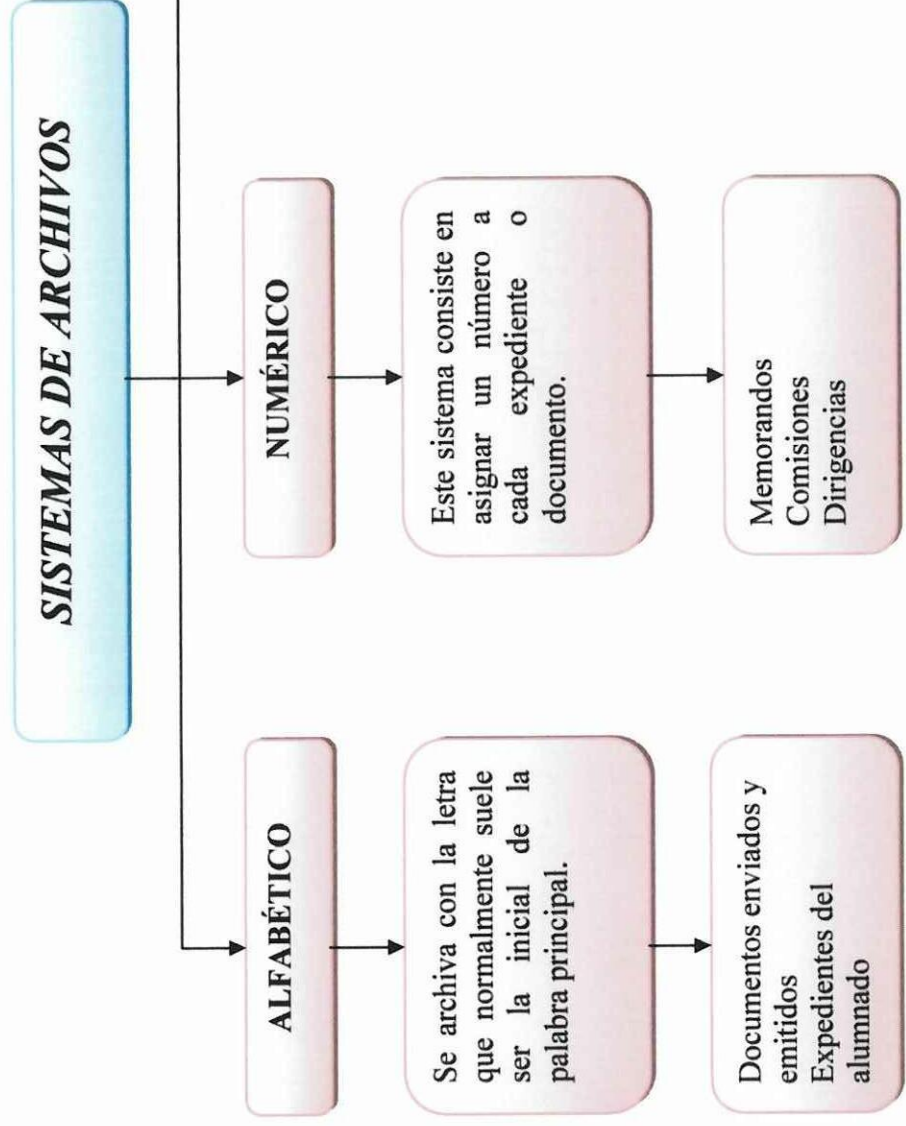 SISTEMAS DE ARCHIVOS
ALFABÉTICO
Se archiva con la letra
que normalmente suele
ser la inicial de la
palabra principal.
Documentos enviados y
emitidos
Expedientes del
alumnado
NUMÉRICO
Este sistema consiste en
asignar un número a
cada expediente o
documento.
Memorandos
Comisiones
Dirigencias